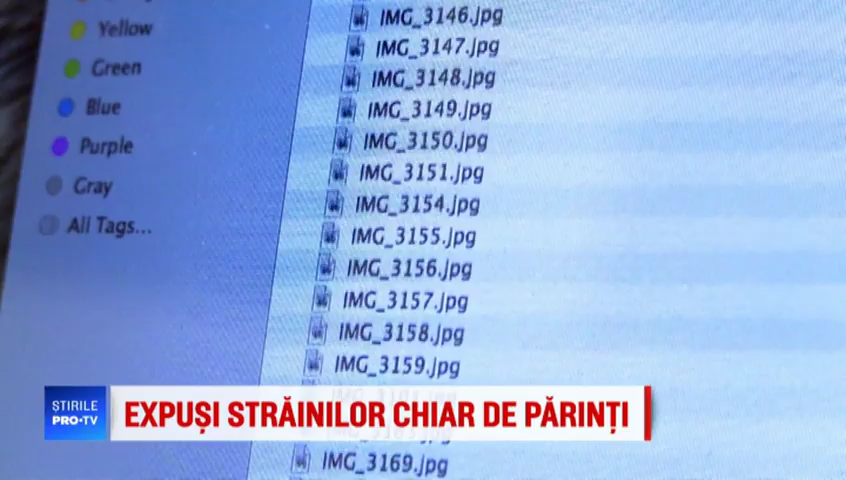 Yellow
Green
Blue
Purple
Gray
All Tags...
IMG_3146.jpg
IMG_3147.jpg
IMG_3148.jpg
IMG_3149.jpg
IMG_3150.jpg
IMG_3151.jpg
IMG_3154.jpg
IMG_3155.jpg
IMG_3156.jpg
IMG_3157.jpg
IMG_3158.jpg
IMG_3159.jpg
ȘTIRILE
PRO•TV
EXPUȘI STRĂINILOR CHIAR DE PĂRINȚI
IMG_3169.jpg